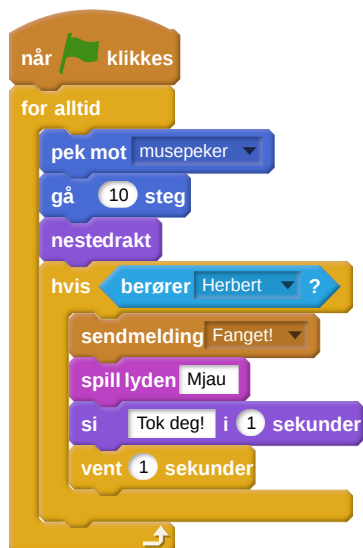 når klikkes
for alltid
pek mot musepeker
gå 10 steg
nestedrakt
hvis berører Herbert ?
sendmelding Fanget!
spill lyden Mjau
si Tok deg! i 1 sekunder
vent 1 sekunder